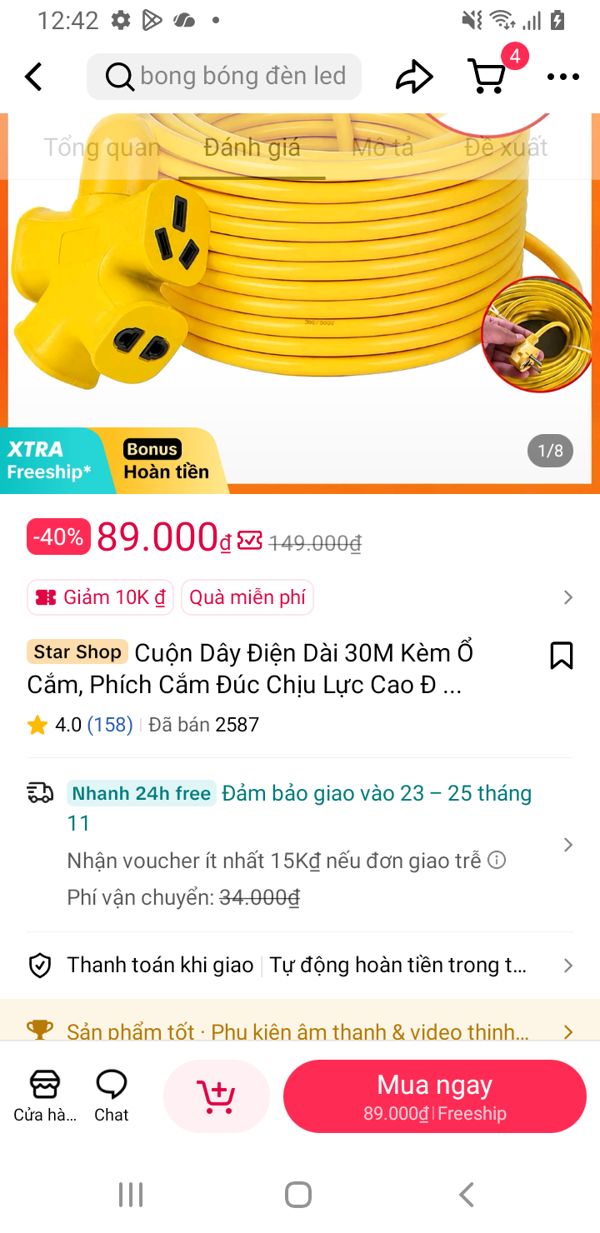 12:42
4
bong bóng đèn led
Tổng quan Đánh giá Mô tả Đề xuất
XTRA
Freeship*
Bonus
Hoàn tiền
1/8
-40% 89.000₫ 149.000₫
Giảm 10K ₫ Quà miễn phí
Star Shop Cuộn Dây Điện Dài 30M Kèm Ổ
Cắm, Phích Cắm Đúc Chịu Lực Cao Đ ...
4.0 (158) Đã bán 2587
Nhanh 24h free Đảm bảo giao vào 23 – 25 tháng
11
Nhận voucher ít nhất 15K₫ nếu đơn giao trễ
Phí vận chuyển: 34.000₫
Thanh toán khi giao Tự động hoàn tiền trong t...
Sản phẩm tốt · Phụ kiện âm thanh & video thịnh...
Cửa hà...
Chat
Mua ngay
89.000₫ Freeship